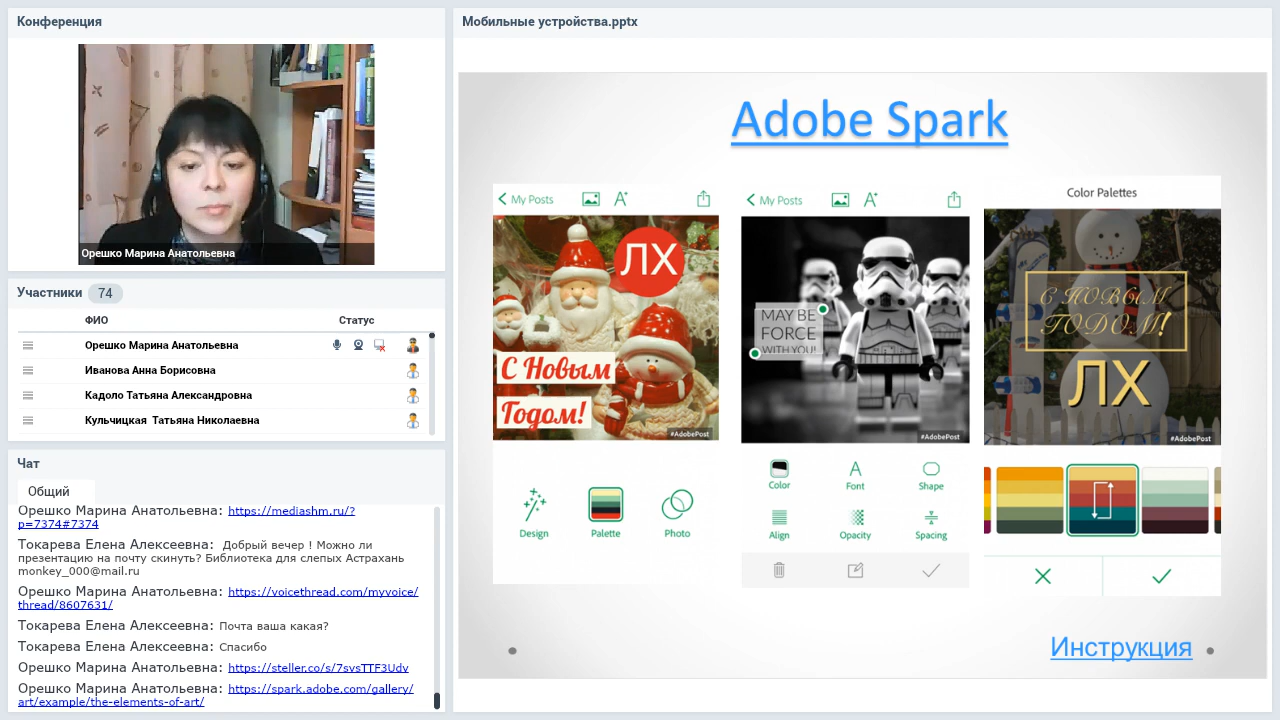 Конференция
Орешко Марина Анатольевна
Участники 74
ФИО Статус
Орешко Марина Анатольевна
Иванова Анна Борисовна
Кадоло Татьяна Александровна
Кульчицкая Татьяна Николаевна
Чат
Общий
Орешко Марина Анатольевна: https://mediashm.ru/?
p=7374#7374
Токарева Елена Алексеевна: Добрый вечер ! Можно ли
презентацию на почту скинуть? Библиотека для слепых Астрахань
monkey_000@mail.ru
Орешко Марина Анатольевна: https://voicethread.com/myvoice/
thread/8607631/
Токарева Елена Алексеевна: Почта ваша какая?
Токарева Елена Алексеевна: Спасибо
Орешко Марина Анатольевна: https://steller.co/s/7svsTTF3Udv
Орешко Марина Анатольевна: https://spark.adobe.com/gallery/
art/example/the-elements-of-art/
Мобильные устройства.pptx
Adobe Spark
My Posts A+
ЛХ
С Новым
Годом!
#AdobePost
Design Palette Photo
My Posts A+
MAY BE
FORCE
WITH YOU!
#AdobePost
Color Font Shape
Align Opacity Spacing
Color Palettes
С НОВЫМ
ГОДОМ!
ЛХ
#AdobePost
Инструкция